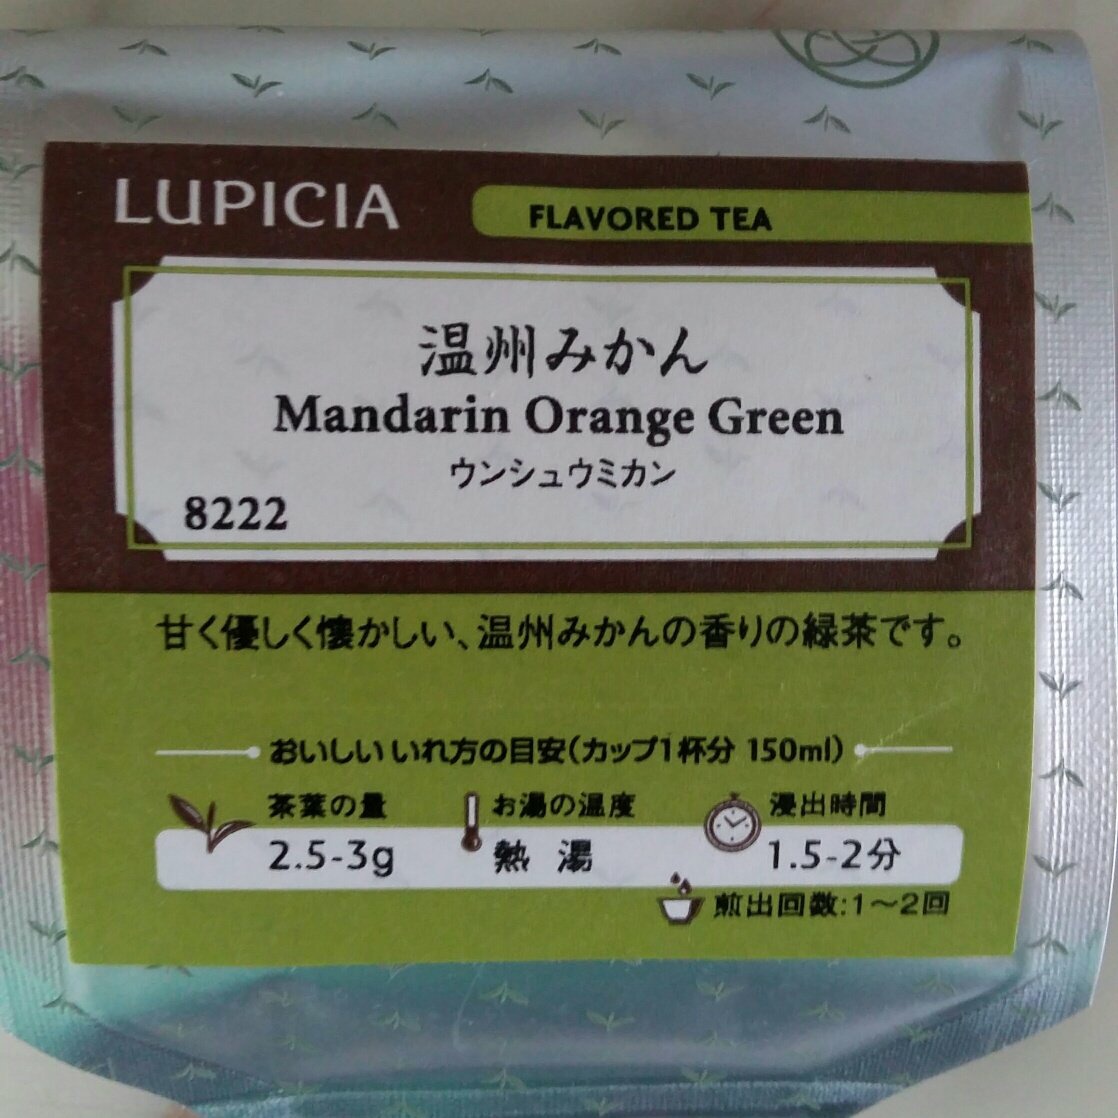 LUPICIA
FLAVORED TEA
温州みかん
Mandarin Orange Green
ウンシュウミカン
8222
甘く優しく懐かしい、温州みかんの香りの緑茶です。
おいしいいれ方の目安(カップ1杯分 150ml)
茶葉の量
お湯の温度
浸出時間
2.5-3g
熱 湯
1.5-2分
煎出回数:1~2回